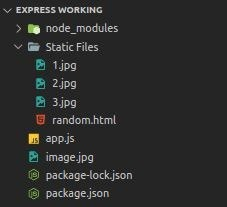 EXPRESS WORKING
node_modules
Static Files
1.jpg
2.jpg
3.jpg
random.html
app.js
image.jpg
package-lock.json
package.json